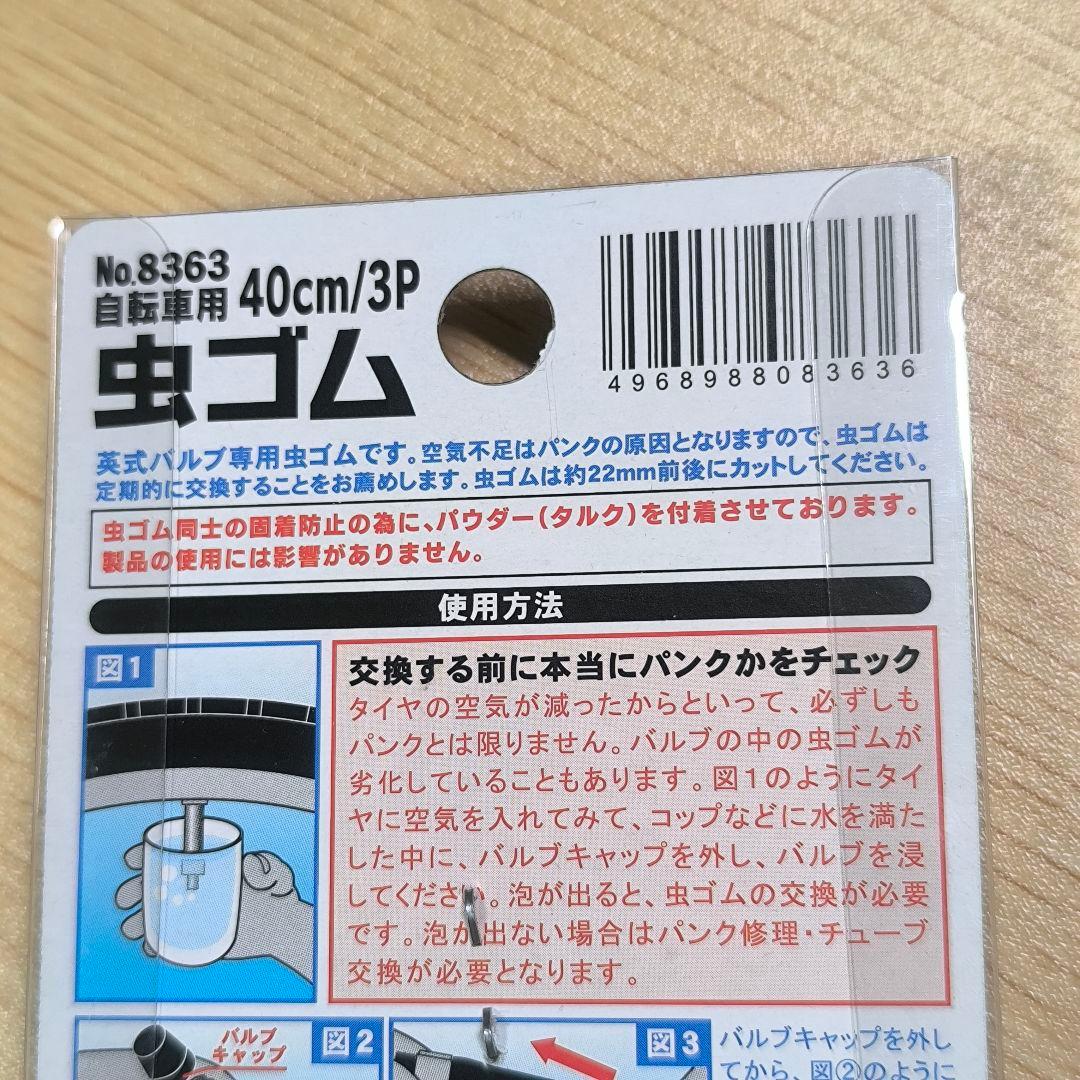 No.8363
自転車用 40cm/3P
虫ゴム
4968988083636
英式バルブ専用虫ゴムです。空気不足はパンクの原因となりますので、虫ゴムは
定期的に交換することをお薦めします。虫ゴムは約22mm前後にカットしてください。
虫ゴム同士の固着防止の為に、パウダー(タルク)を付着させております。
製品の使用には影響がありません。
使用方法
図1
交換する前に本当にパンクかをチェック
タイヤの空気が減ったからといって、必ずしも
パンクとは限りません。バルブの中の虫ゴムが
劣化していることもあります。図1のようにタイ
ヤに空気を入れてみて、コップなどに水を満た
した中に、バルブキャップを外し、バルブを浸
してください。泡が出ると、虫ゴムの交換が必要
です。泡が出ない場合はパンク修理・チューブ
交換が必要となります。
バルブ
キャップ
図2
図3
バルブキャップを外し
てから、図②のように